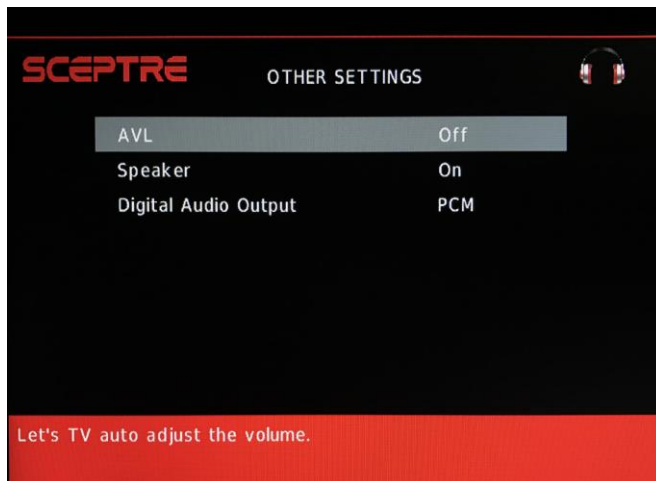 SCEPTRE OTHER SETTINGS
AVL Off
Speaker On
Digital Audio Output PCM
Let's TV auto adjust the volume.